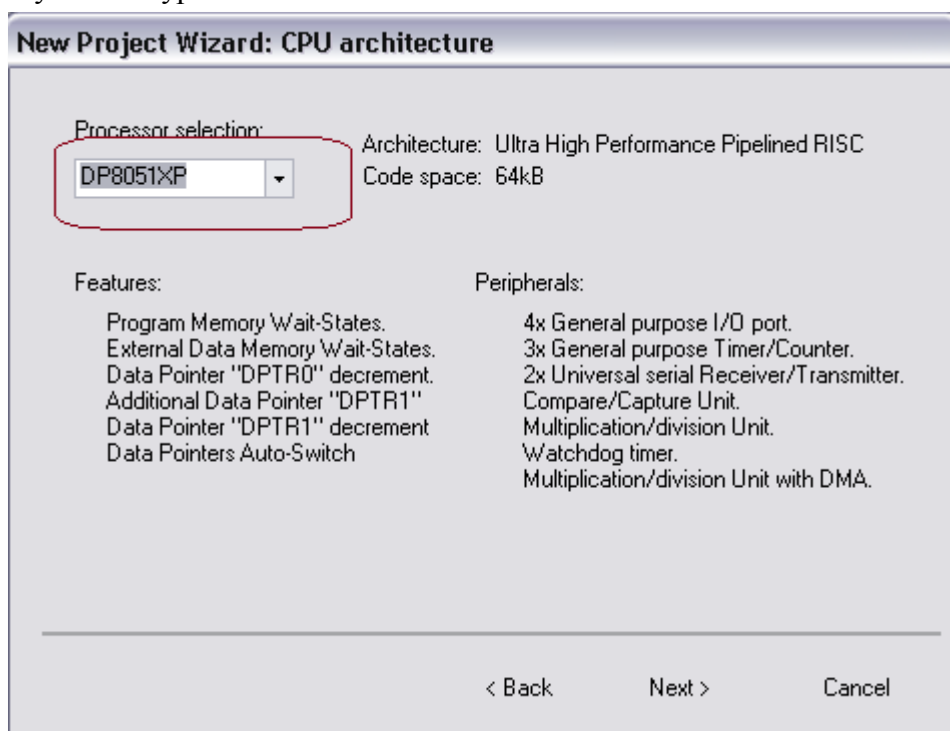 New Project Wizard: CPU architecture
Processor selection:
DP8051XP
Architecture: Ultra High Performance Pipelined RISC
Code space: 64kB
Features:
Program Memory Wait-States.
External Data Memory Wait-States.
Data Pointer "DPTR0" decrement.
Additional Data Pointer "DPTR1"
Data Pointer "DPTR1" decrement
Data Pointers Auto-Switch
Peripherals:
4x General purpose I/O port.
3x General purpose Timer/Counter.
2x Universal serial Receiver/Transmitter.
Compare/Capture Unit.
Multiplication/division Unit.
Watchdog timer.
Multiplication/division Unit with DMA.
< Back Next > Cancel